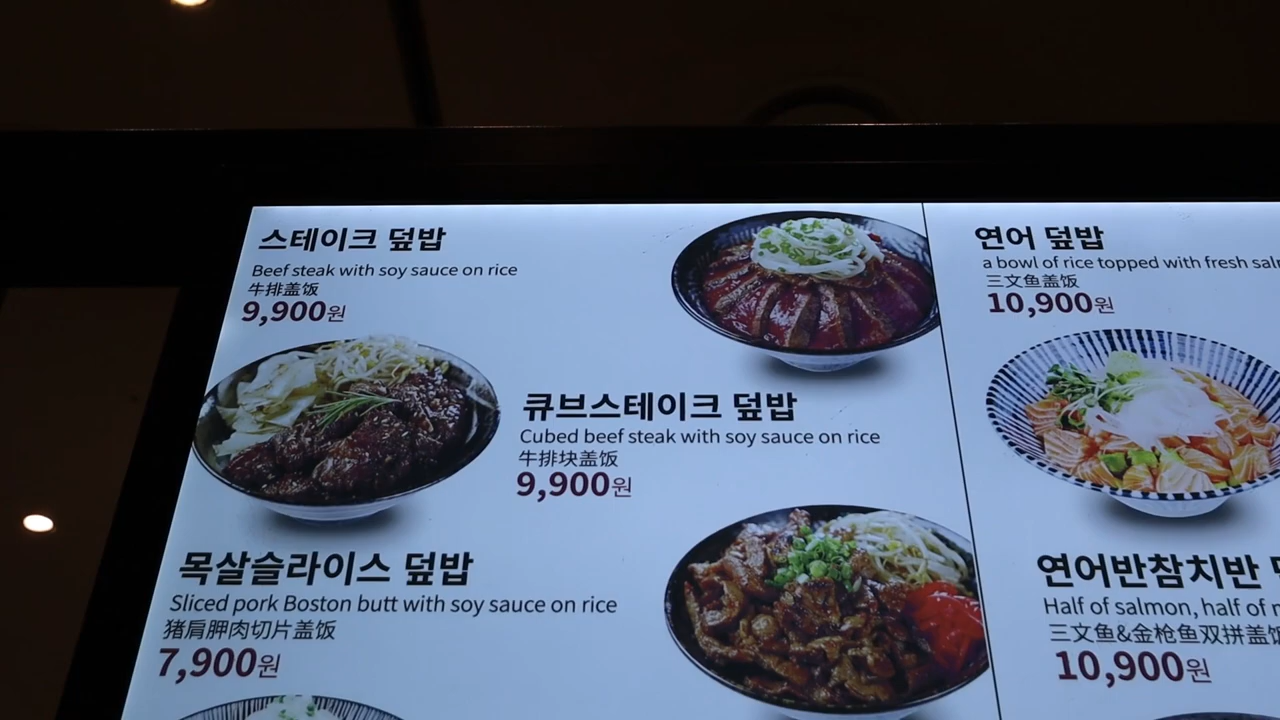 스테이크 덮밥
Beef steak with soy sauce on rice
牛排盖饭
9,900원
큐브스테이크 덮밥
Cubed beef steak with soy sauce on rice
牛排块盖饭
9,900원
목살슬라이스 덮밥
Sliced pork Boston butt with soy sauce on rice
猪肩胛肉切片盖饭
7,900원
연어 덮밥
a bowl of rice topped with fresh
三文鱼盖饭
10,900원
연어반참치반
Half of salmon, half of
三文鱼&金枪鱼双拼盖饭
10,900원